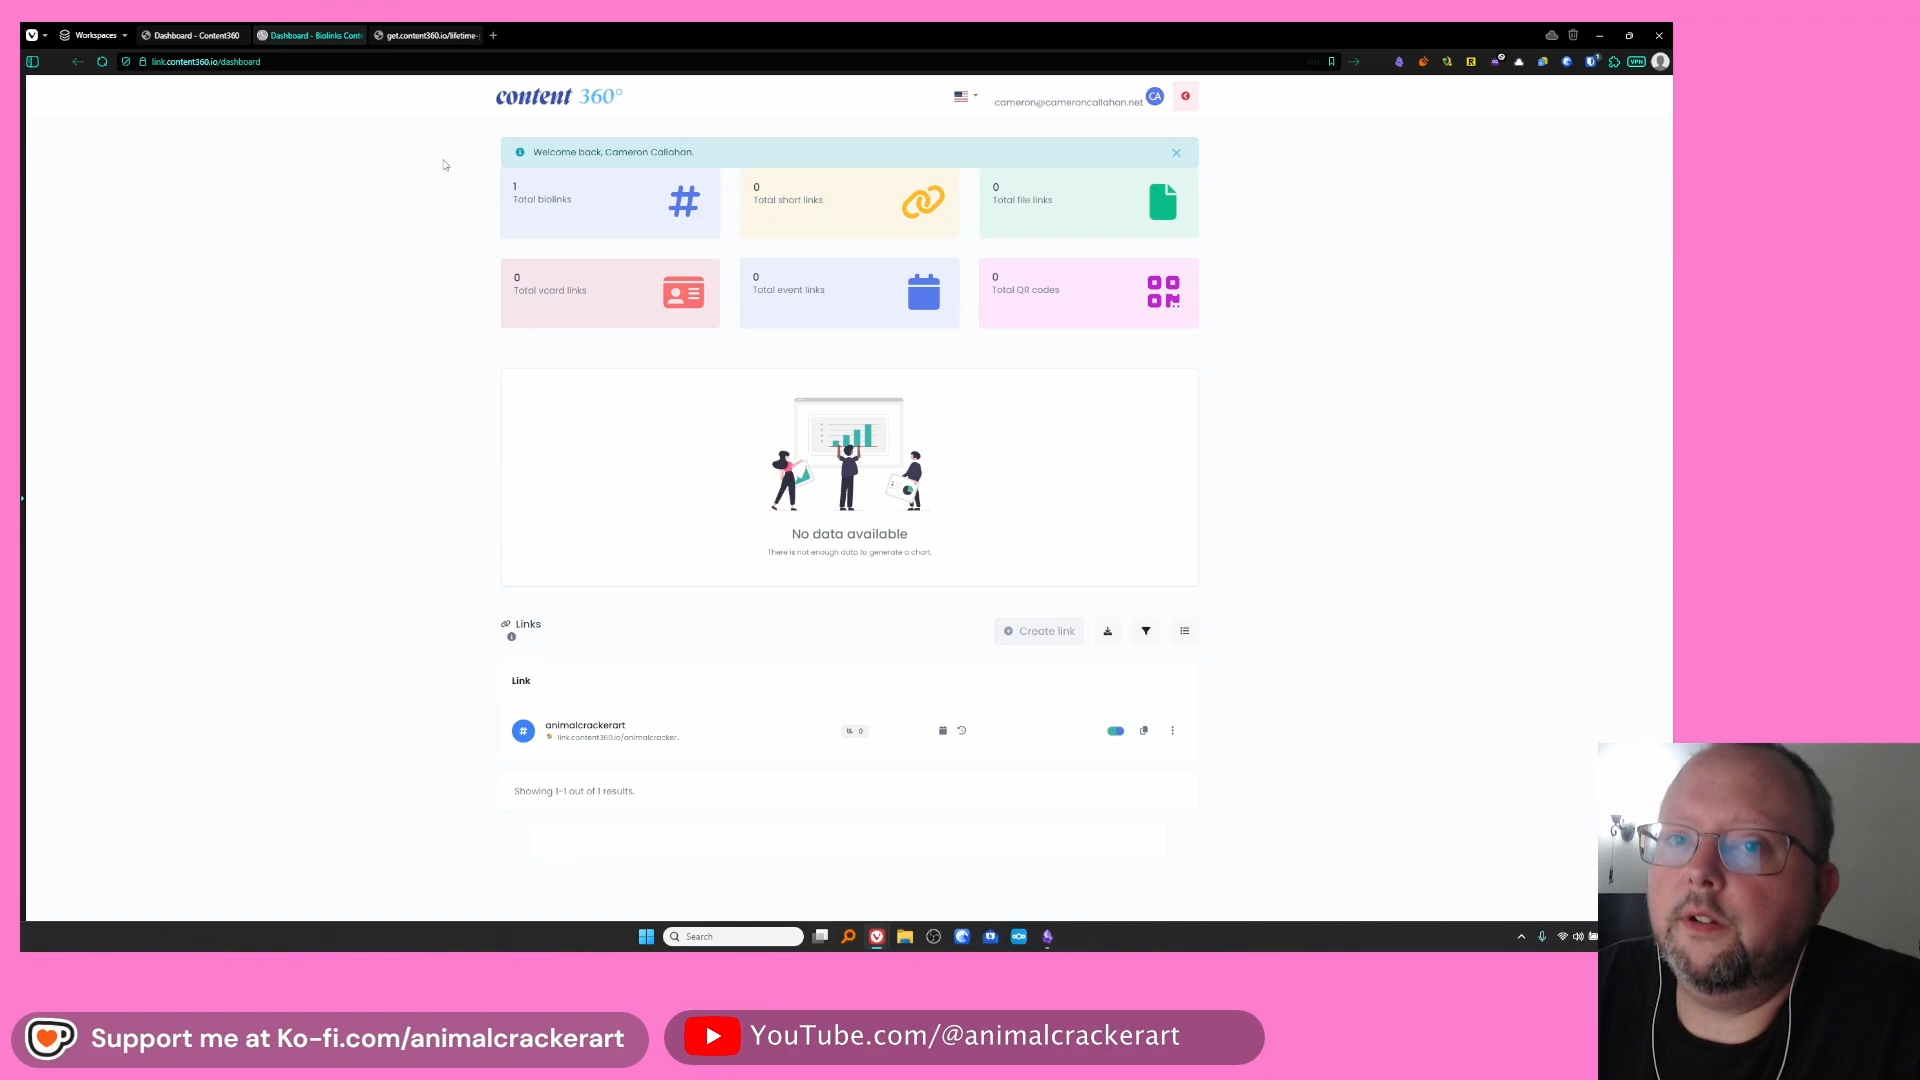 Workspaces
Dashboard - Content360
Dashboard - Biolinks Cont
get.content360.io/lifetime-
link.content360.io/dashboard
VPN
content 360°
cameron@cameroncallahan.net
CA
Welcome back, Cameron Callahan.
1
Total biolinks
0
Total short links
0
Total file links
0
Total vcard links
0
Total event links
0
Total QR codes
No data available
There is not enough data to generate a chart.
Links
Create link
Link
animalcrackerart
link.content360.io/animalcracker..
0
Showing 1-1 out of 1 results.
Search
Support me at Ko-fi.com/animalcrackerart
YouTube.com/@animalcrackerart